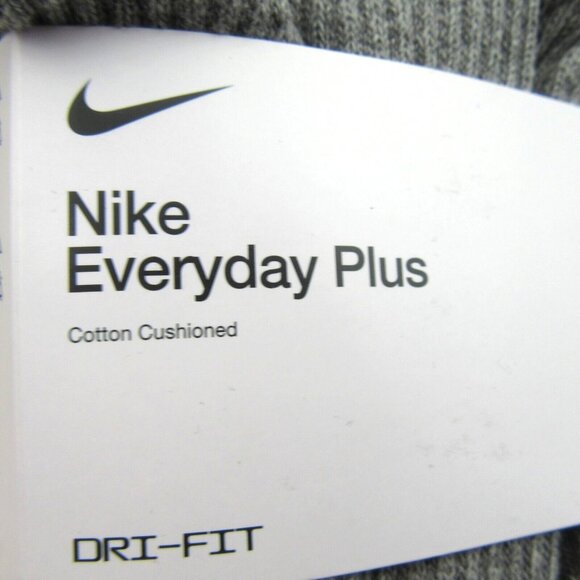 Nike
Everyday Plus
Cotton Cushioned
DRI-FIT